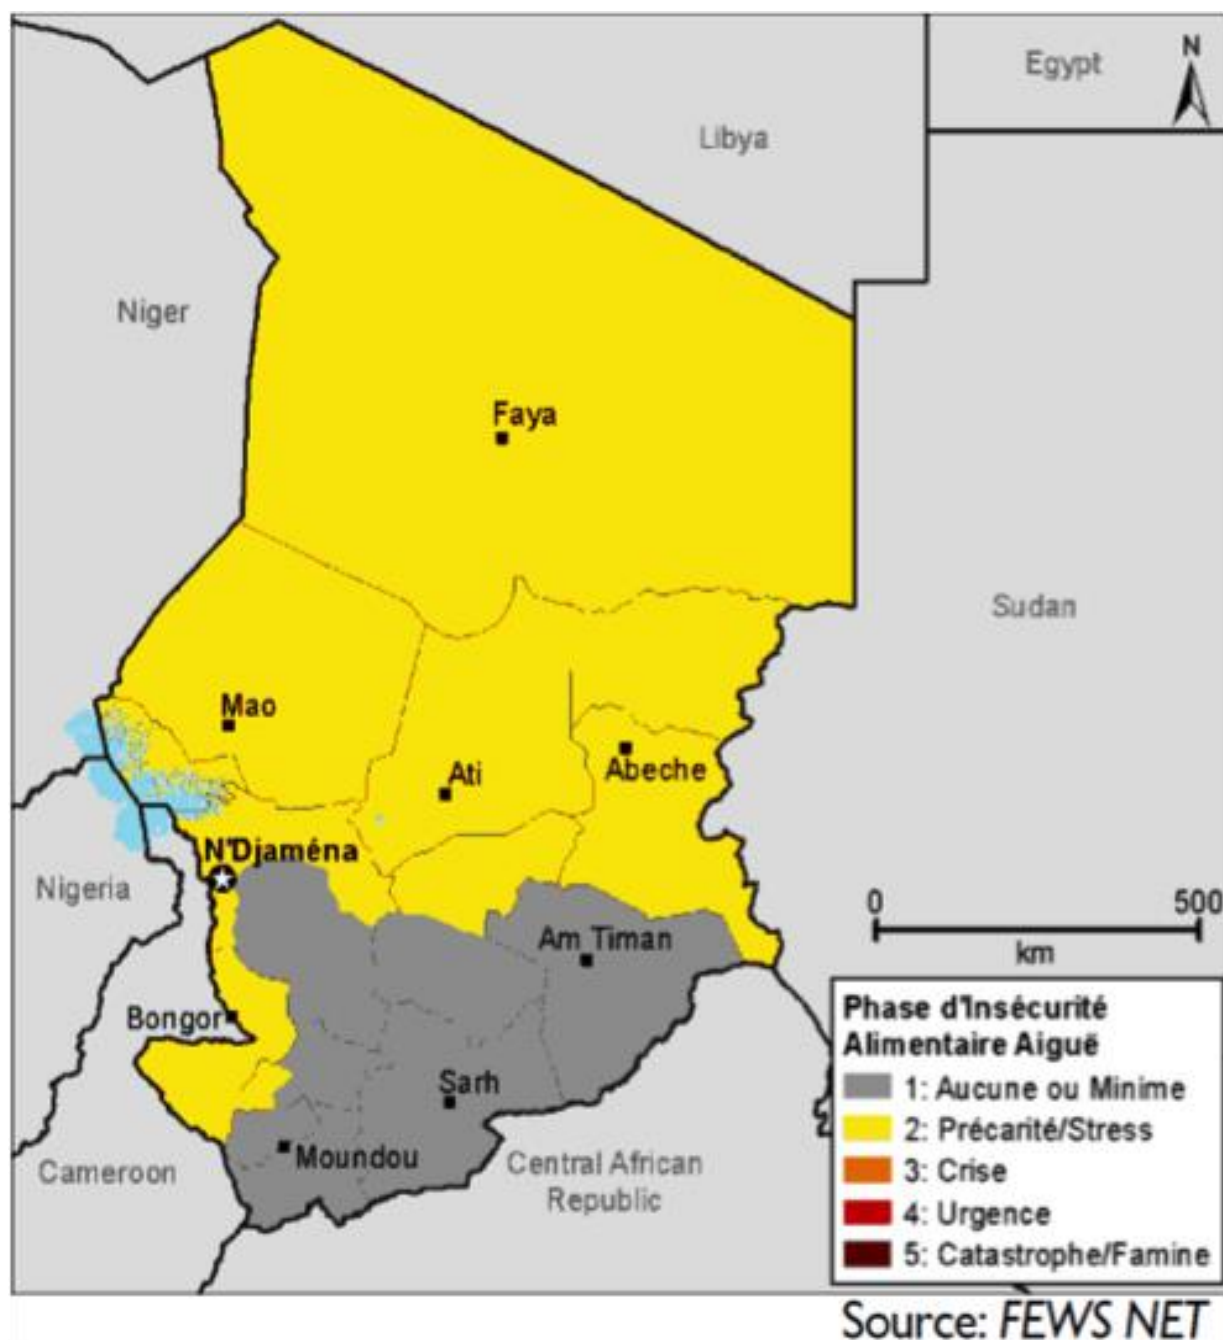 Egypt
N
Libya
Niger
Faya
Sudan
Mao
Ati
Abeche
N'Djaména
Nigeria
0 500
km
Am Timan
Bongor
Sarh
Moundou
Cameroon
Central African
Republic
Phase d'Insécurité
Alimentaire Aiguë
1: Aucune ou Minime
2: Précarité/Stress
3: Crise
4: Urgence
5: Catastrophe/Famine
Source: FEWS NET